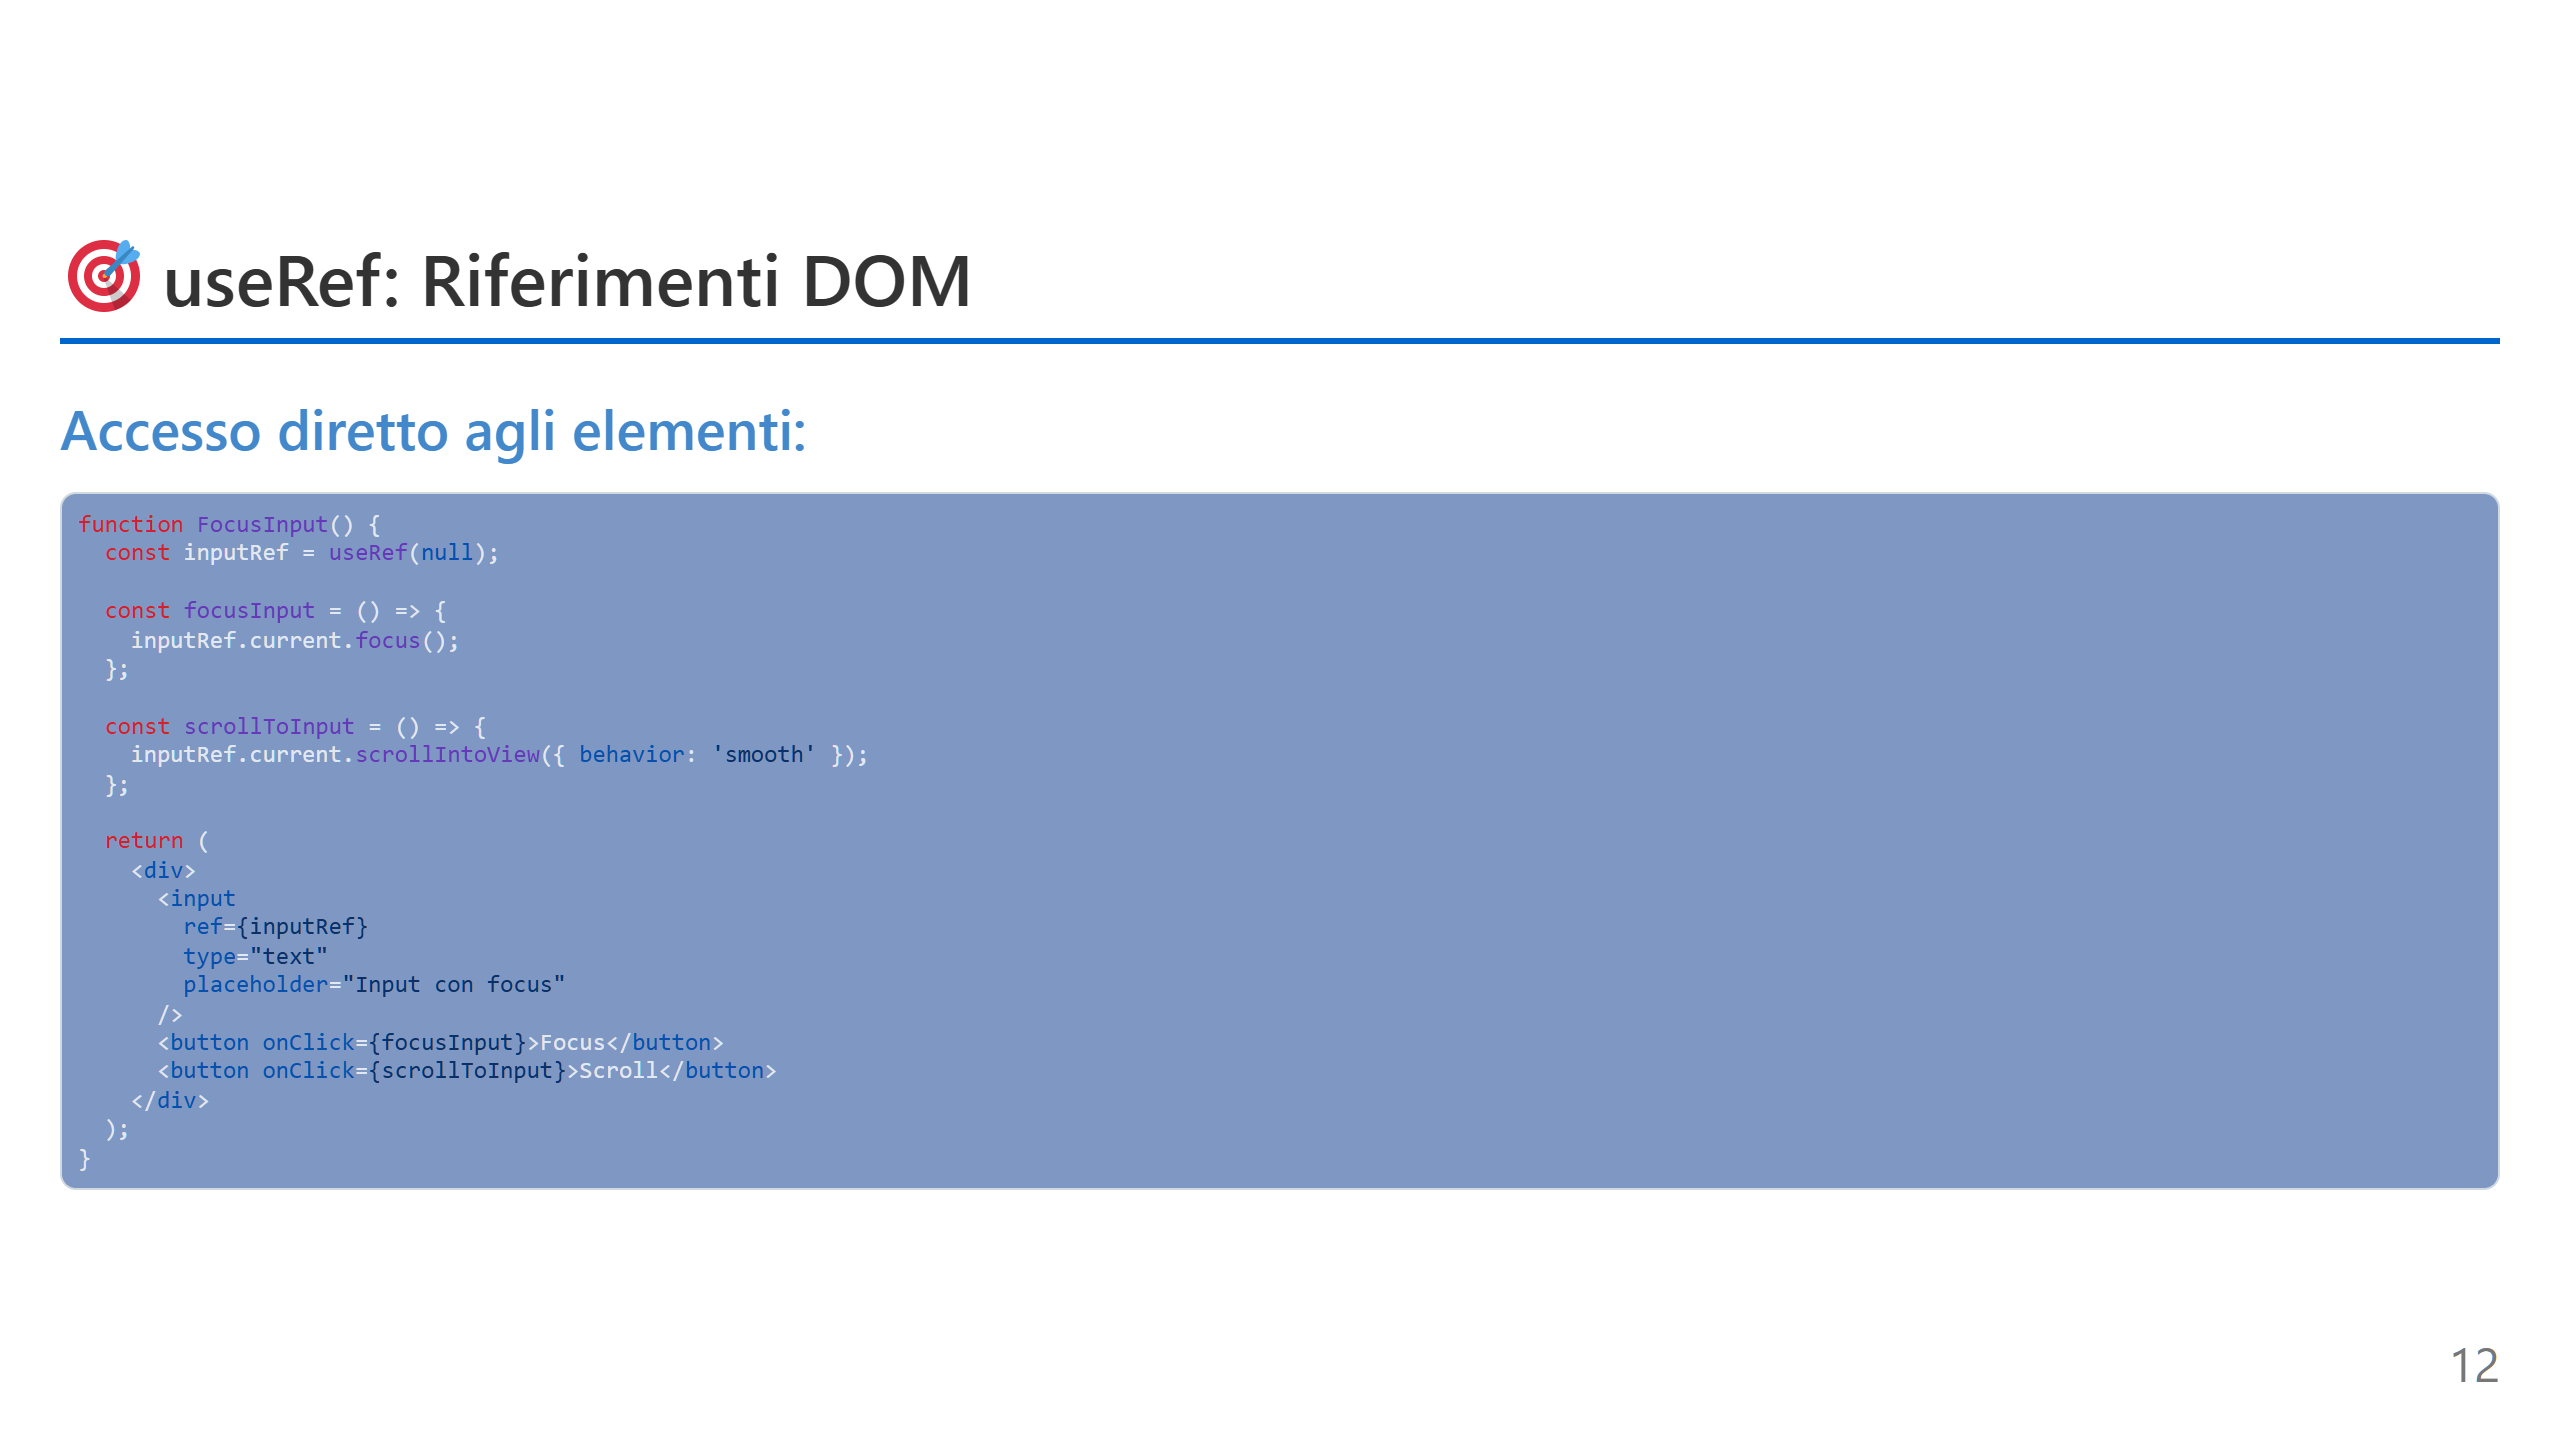 🎯 useRef: Riferimenti DOM
Accesso diretto agli elementi:
function FocusInput() {
  const inputRef = useRef(null);

  const focusInput = () => {
    inputRef.current.focus();
  };

  const scrollToInput = () => {
    inputRef.current.scrollIntoView({ behavior: 'smooth' });
  };

  return (
    <div>
      <input
        ref={inputRef}
        type="text"
        placeholder="Input con focus"
      />
      <button onClick={focusInput}>Focus</button>
      <button onClick={scrollToInput}>Scroll</button>
    </div>
  );
}
12